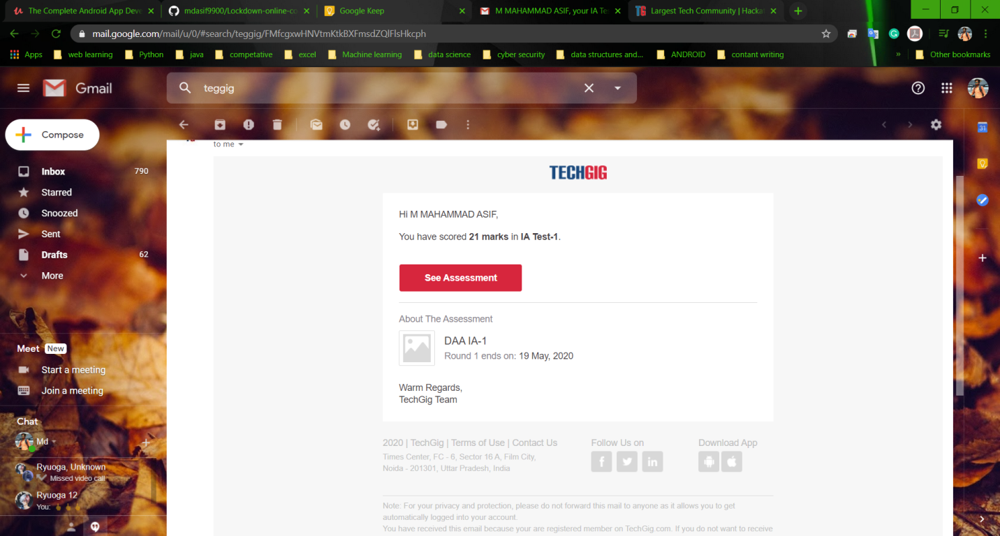 The Complete Android App Deve
mdasif9900/Lockdown-online-co
Google Keep
M MAHAMMAD ASIF, your IA Tes
Largest Tech Community | Hackat
mail.google.com/mail/u/0/#search/teggig/FMfcgxwHNVtmKtkBXFmsdZQlFlsHkcph
Apps
web learning
Python
java
competative
excel
Machine learning
data science
cyber security
data structures and...
ANDROID
contant writing
»
Other bookmarks
Gmail
teggig
Compose
to me
Inbox 790
Starred
Snoozed
Sent
Drafts 62
More
TECHGIG
Hi M MAHAMMAD ASIF,
You have scored 21 marks in IA Test-1.
See Assessment
About The Assessment
DAA IA-1
Round 1 ends on: 19 May, 2020
Warm Regards,
TechGig Team
Meet New
Start a meeting
Join a meeting
Chat
Md
Ryuoga, Unknown
Missed video call
Ryuoga 12
You:
2020 | TechGig | Terms of Use | Contact Us
Times Center, FC - 6, Sector 16 A, Film City,
Noida - 201301, Uttar Pradesh, India
Follow Us on
Download App
Note: For your privacy and protection, please do not forward this mail to anyone as it allows you to get
automatically logged into your account.
You have received this email because your are registered member on TechGig.com. If you do not want to receive
31